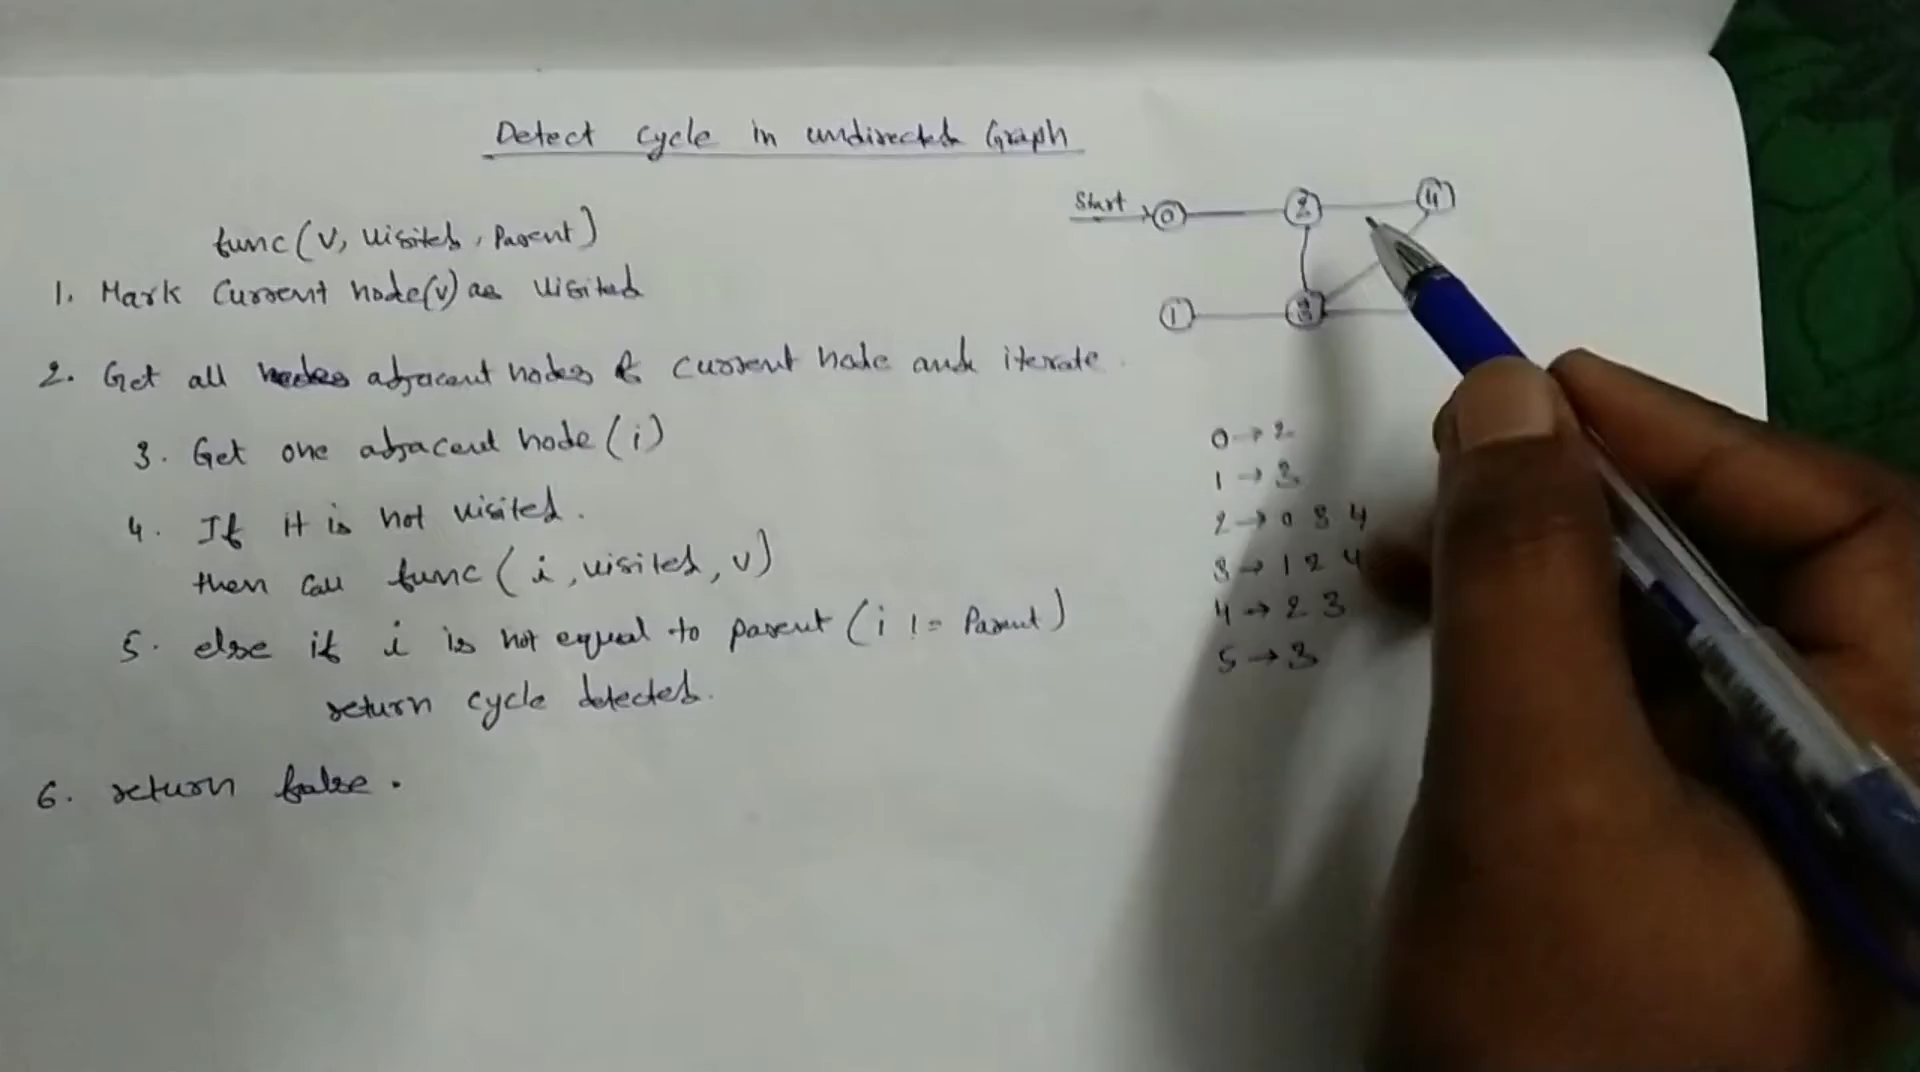 Detect cycle in undirected Graph
func(V, visited, Parent)
1. Mark Current node(v) as visited
2. Get all adjacent nodes of current node and iterate.
3. Get one adjacent node (i)
4. If it is not visited.
then call func(i, visited, v)
5. else if i is not equal to parent (i != Parent)
return cycle detected.
6. return false.
Start 0 2 4
1 3
0 → 2
1 → 3
2 → 0 3 4
3 → 1 2 4
4 → 2 3
5 → 3